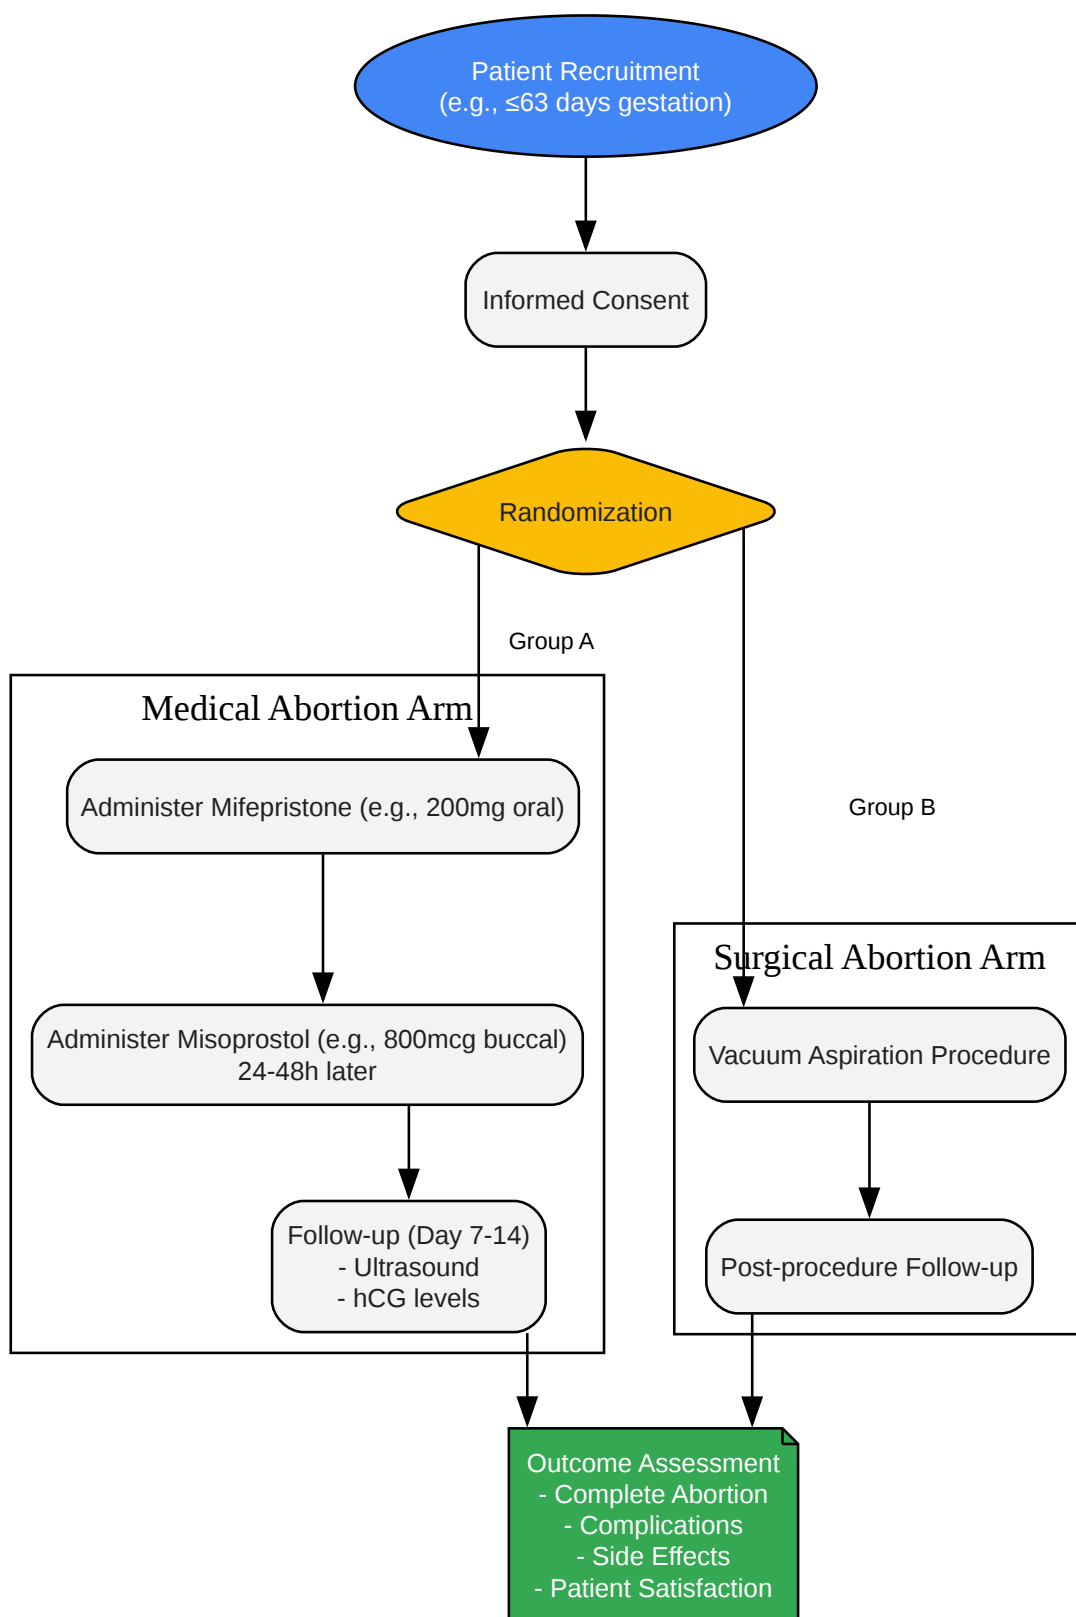 Patient Recruitment
(e.g., ≤63 days gestation)
Informed Consent
Randomization
Group A
Medical Abortion Arm
Administer Mifepristone (e.g., 200mg oral)
Group B
Surgical Abortion Arm
Administer Misoprostol (e.g., 800mcg buccal)
24-48h later
Vacuum Aspiration Procedure
Follow-up (Day 7-14)
- Ultrasound
- hCG levels
Post-procedure Follow-up
Outcome Assessment
- Complete Abortion
- Complications
- Side Effects
- Patient Satisfaction